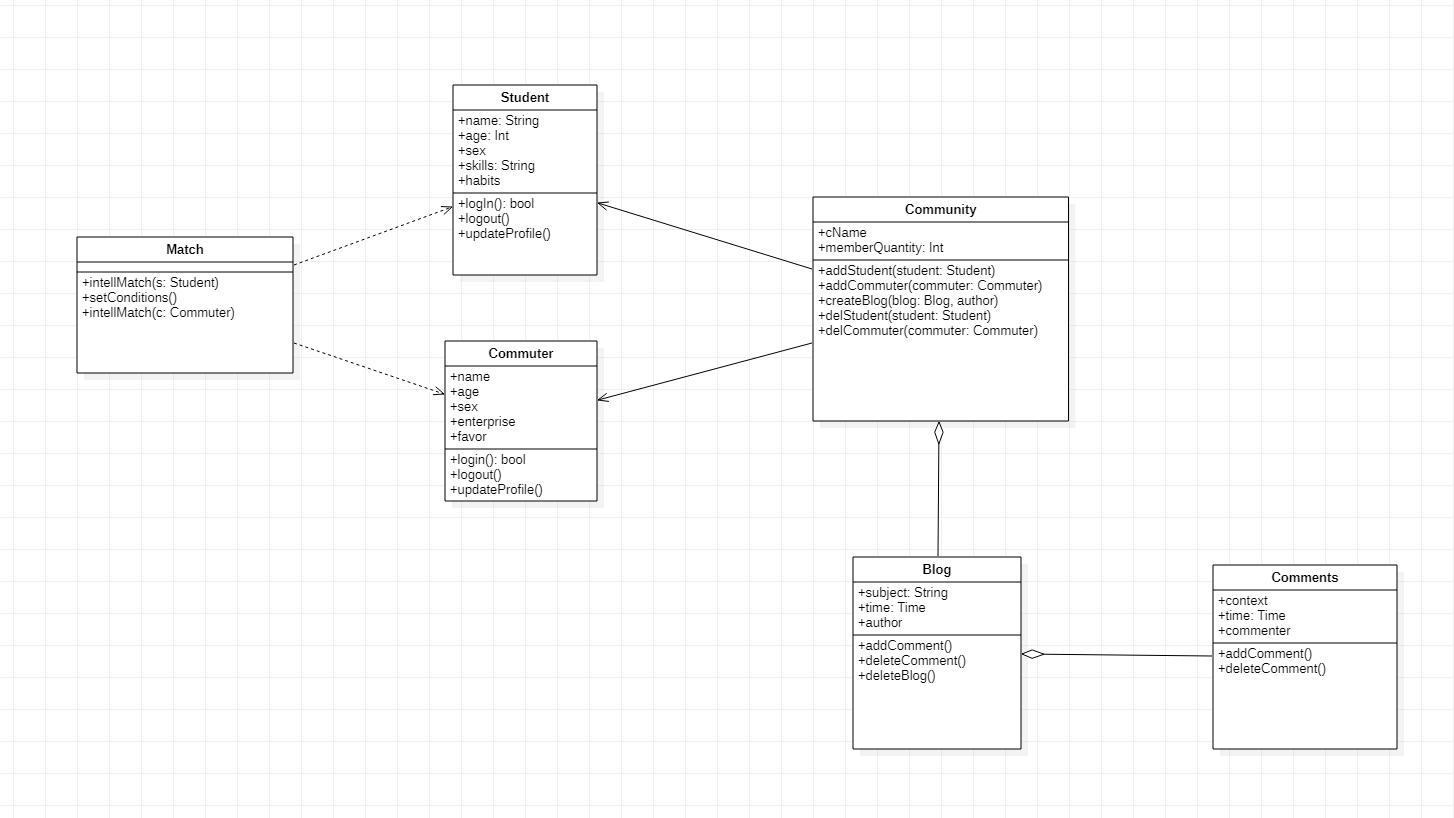 Student
+name: String
+age: Int
+sex
+skills: String
+habits
+logIn(): bool
+logout()
+updateProfile()
Match
+intellMatch(s: Student)
+setConditions()
+intellMatch(c: Commuter)
Commuter
+name
+age
+sex
+enterprise
+favor
+login(): bool
+logout()
+updateProfile()
Community
+cName
+memberQuantity: Int
+addStudent(student: Student)
+addCommuter(commuter: Commuter)
+createBlog(blog: Blog, author)
+delStudent(student: Student)
+delCommuter(commuter: Commuter)
Blog
+subject: String
+time: Time
+author
+addComment()
+deleteComment()
+deleteBlog()
Comments
+context
+time: Time
+commenter
+addComment()
+deleteComment()